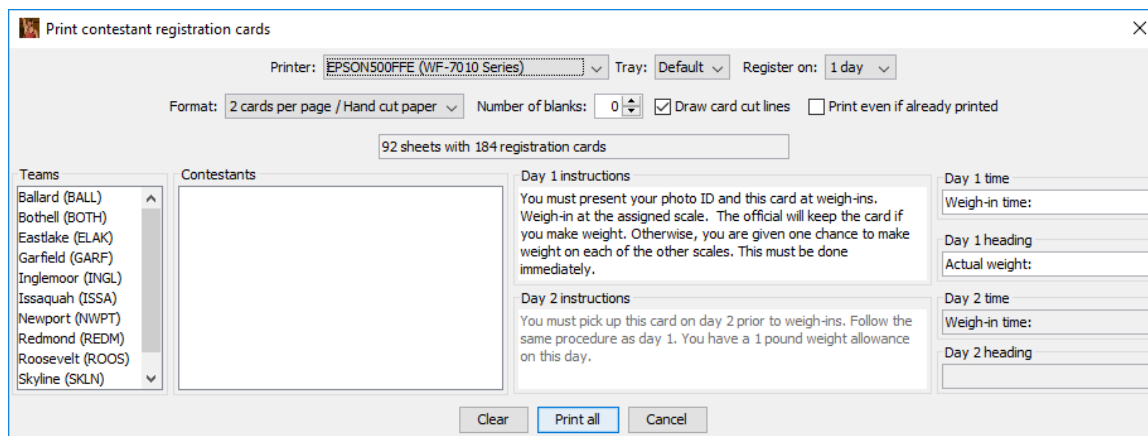 Print contestant registration cards
Printer: EPSON500FFE (WF-7010 Series) Tray: Default Register on: 1 day
Format: 2 cards per page / Hand cut paper Number of blanks: 0 Draw card cut lines Print even if already printed
92 sheets with 184 registration cards
Teams
Ballard (BALL)
Bothell (BOTH)
Eastlake (ELAK)
Garfield (GARF)
Inglemoor (INGL)
Issaquah (ISSA)
Newport (NWPT)
Redmond (REDM)
Roosevelt (ROOS)
Skyline (SKLN)
Contestants
Day 1 instructions
You must present your photo ID and this card at weigh-ins.
Weigh-in at the assigned scale. The official will keep the card if
you make weight. Otherwise, you are given one chance to make
weight on each of the other scales. This must be done
immediately.
Day 2 instructions
You must pick up this card on day 2 prior to weigh-ins. Follow the
same procedure as day 1. You have a 1 pound weight allowance
on this day.
Day 1 time
Weigh-in time:
Day 1 heading
Actual weight:
Day 2 time
Weigh-in time:
Day 2 heading
Clear Print all Cancel